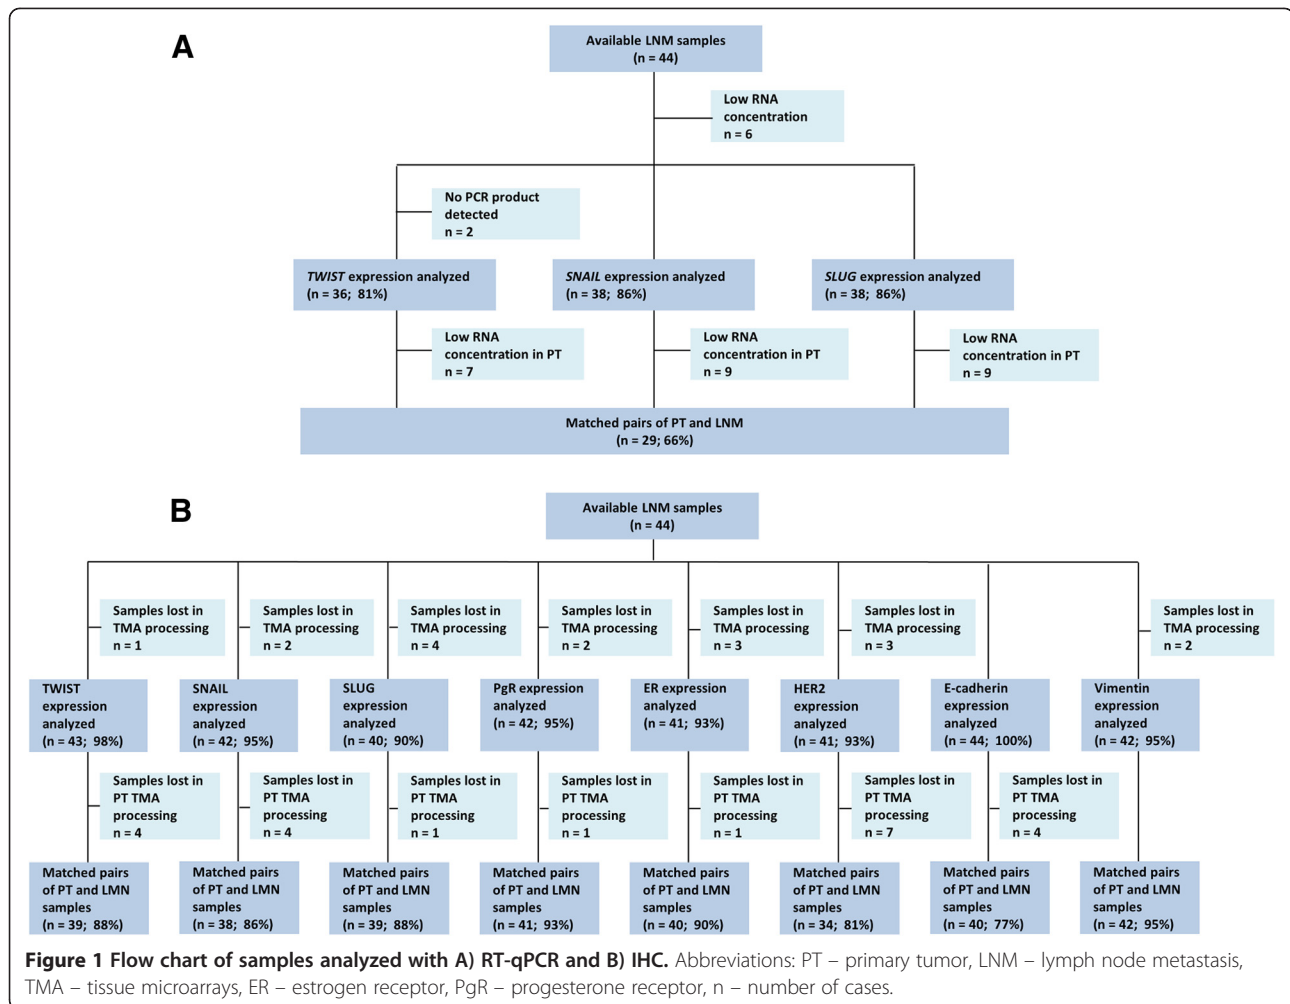 A
Available LNM samples
(n = 44)
Low RNA
concentration
n = 6
No PCR product
detected
n = 2
TWIST expression analyzed
(n = 36; 81%)
SNAIL expression analyzed
(n = 38; 86%)
SLUG expression analyzed
(n = 38; 86%)
Low RNA
concentration in PT
n = 7
Low RNA
concentration in PT
n = 9
Low RNA
concentration in PT
n = 9
Matched pairs of PT and LNM
(n = 29; 66%)
B
Available LNM samples
(n = 44)
Samples lost in
TMA processing
n = 1
Samples lost in
TMA processing
n = 2
Samples lost in
TMA processing
n = 4
Samples lost in
TMA processing
n = 2
Samples lost in
TMA processing
n = 3
Samples lost in
TMA processing
n = 3
Samples lost in
TMA processing
n = 2
TWIST
expression
analyzed
(n = 43; 98%)
SNAIL
expression
analyzed
(n = 42; 95%)
SLUG
expression
analyzed
(n = 40; 90%)
PgR expression
analyzed
(n = 42; 95%)
ER expression
analyzed
(n = 41; 93%)
HER2
expression
analyzed
(n = 41; 93%)
E-cadherin
expression
analyzed
(n = 44; 100%)
Vimentin
expression
analyzed
(n = 42; 95%)
Samples lost in
PT TMA
processing
n = 4
Samples lost in
PT TMA
processing
n = 4
Samples lost in
PT TMA
processing
n = 1
Samples lost in
PT TMA
processing
n = 1
Samples lost in
PT TMA
processing
n = 1
Samples lost in
PT TMA
processing
n = 7
Samples lost in
PT TMA
processing
n = 4
Matched pairs
of PT and LMN
samples
(n = 39; 88%)
Matched pairs
of PT and LMN
samples
(n = 38; 86%)
Matched pairs
of PT and LMN
samples
(n = 39; 88%)
Matched pairs
of PT and LMN
samples
(n = 41; 93%)
Matched pairs
of PT and LMN
samples
(n = 40; 90%)
Matched pairs
of PT and LMN
samples
(n = 34; 81%)
Matched pairs
of PT and LMN
samples
(n = 40; 77%)
Matched pairs
of PT and LMN
samples
(n = 42; 95%)
Figure 1 Flow chart of samples analyzed with A) RT-qPCR and B) IHC. Abbreviations: PT – primary tumor, LNM – lymph node metastasis,
TMA – tissue microarrays, ER – estrogen receptor, PgR – progesterone receptor, n – number of cases.